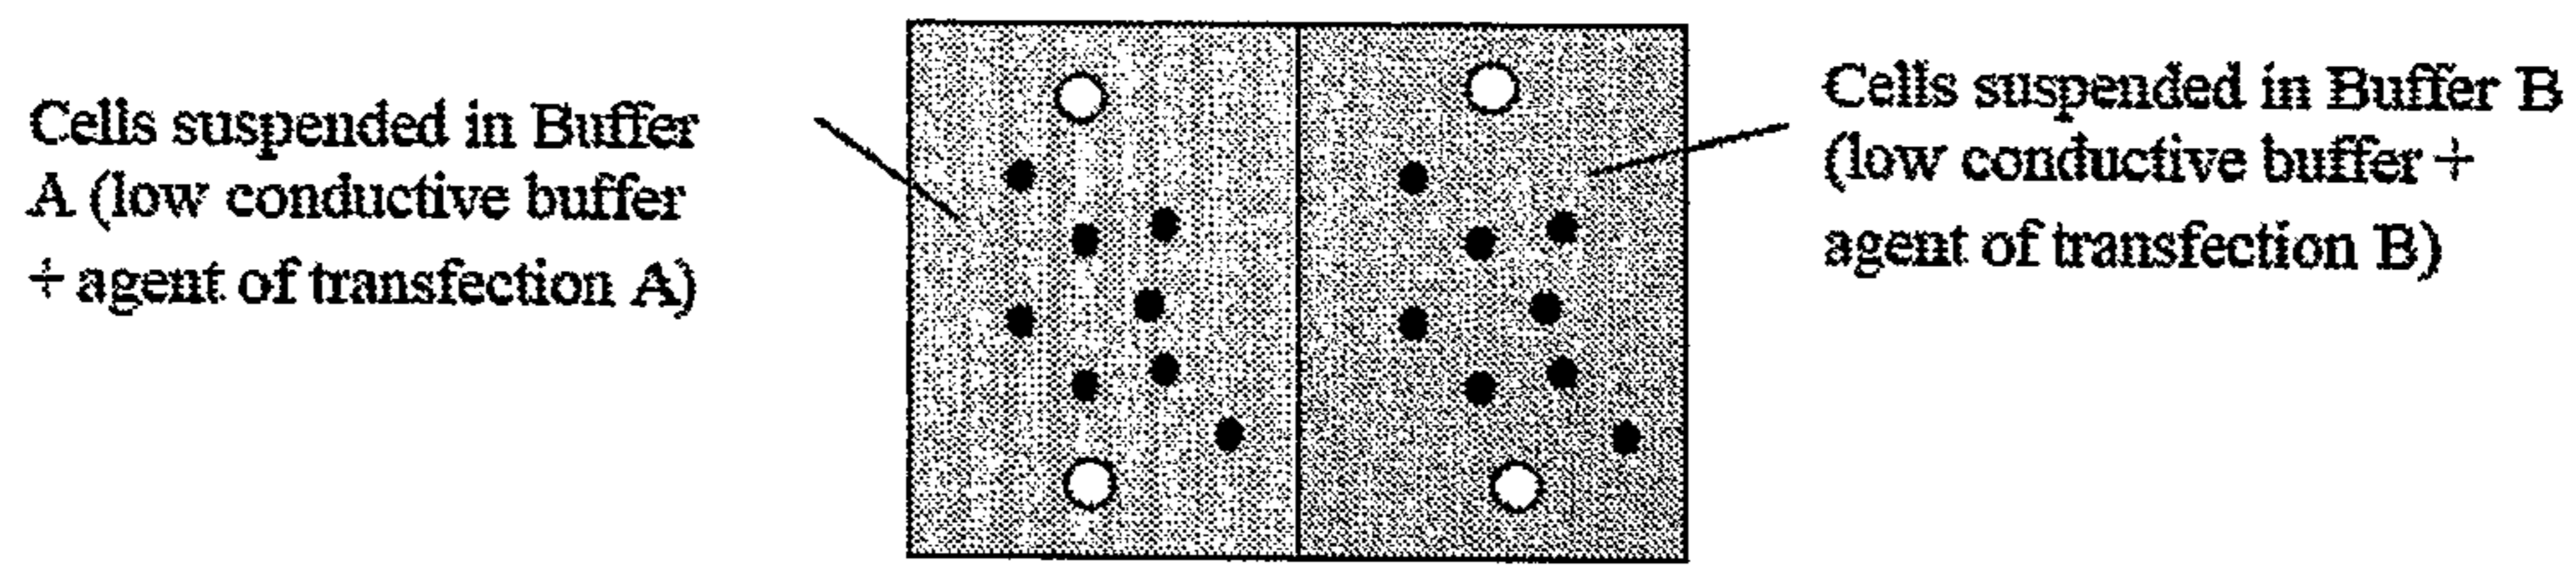 Cells suspended in Buffer
A (low conductive buffer
+ agent of transfection A)
Cells suspended in Buffer B
(low conductive buffer +
agent of transfection B)